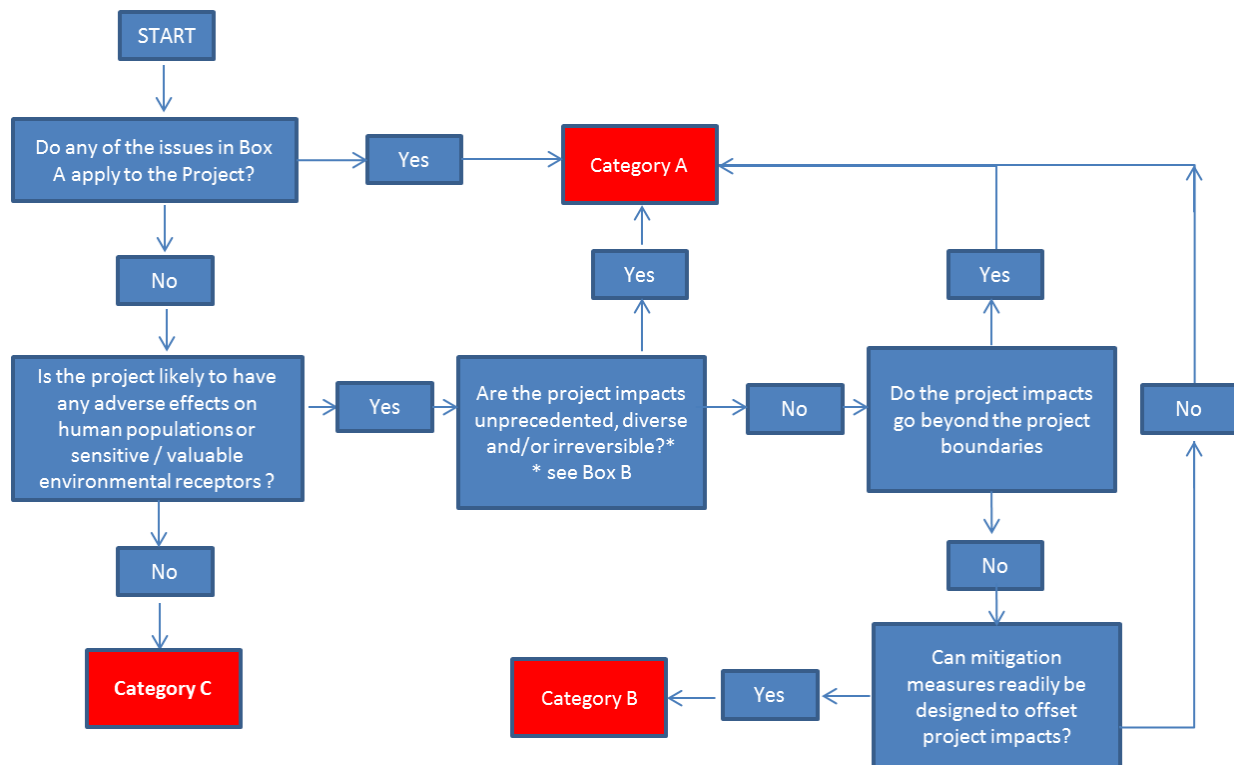 START
Do any of the issues in Box
A apply to the Project?
Yes
Category A
No
Yes
Yes
Is the project likely to have
any adverse effects on
human populations or
sensitive / valuable
environmental receptors ?
Yes
Are the project impacts
unprecedented, diverse
and/or irreversible?*
* see Box B
No
Do the project impacts
go beyond the project
boundaries
No
No
No
Category C
Category B
Yes
Can mitigation
measures readily be
designed to offset
project impacts?